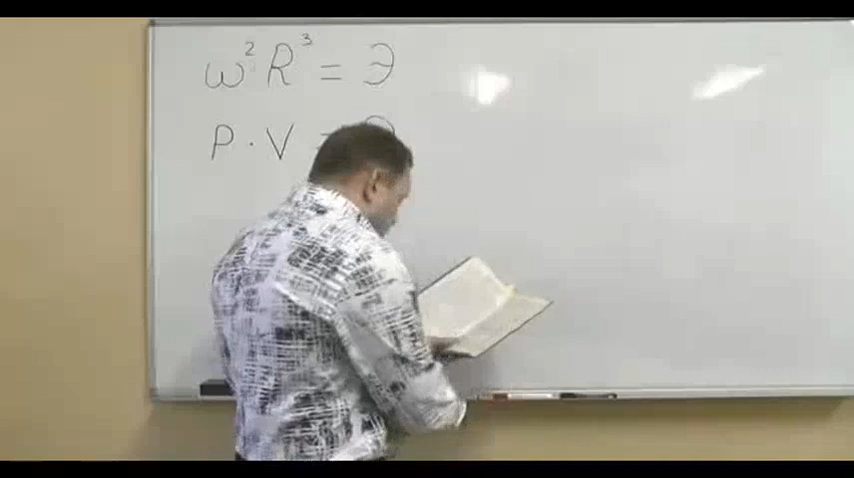 ω²R³ = ∂
P · V =